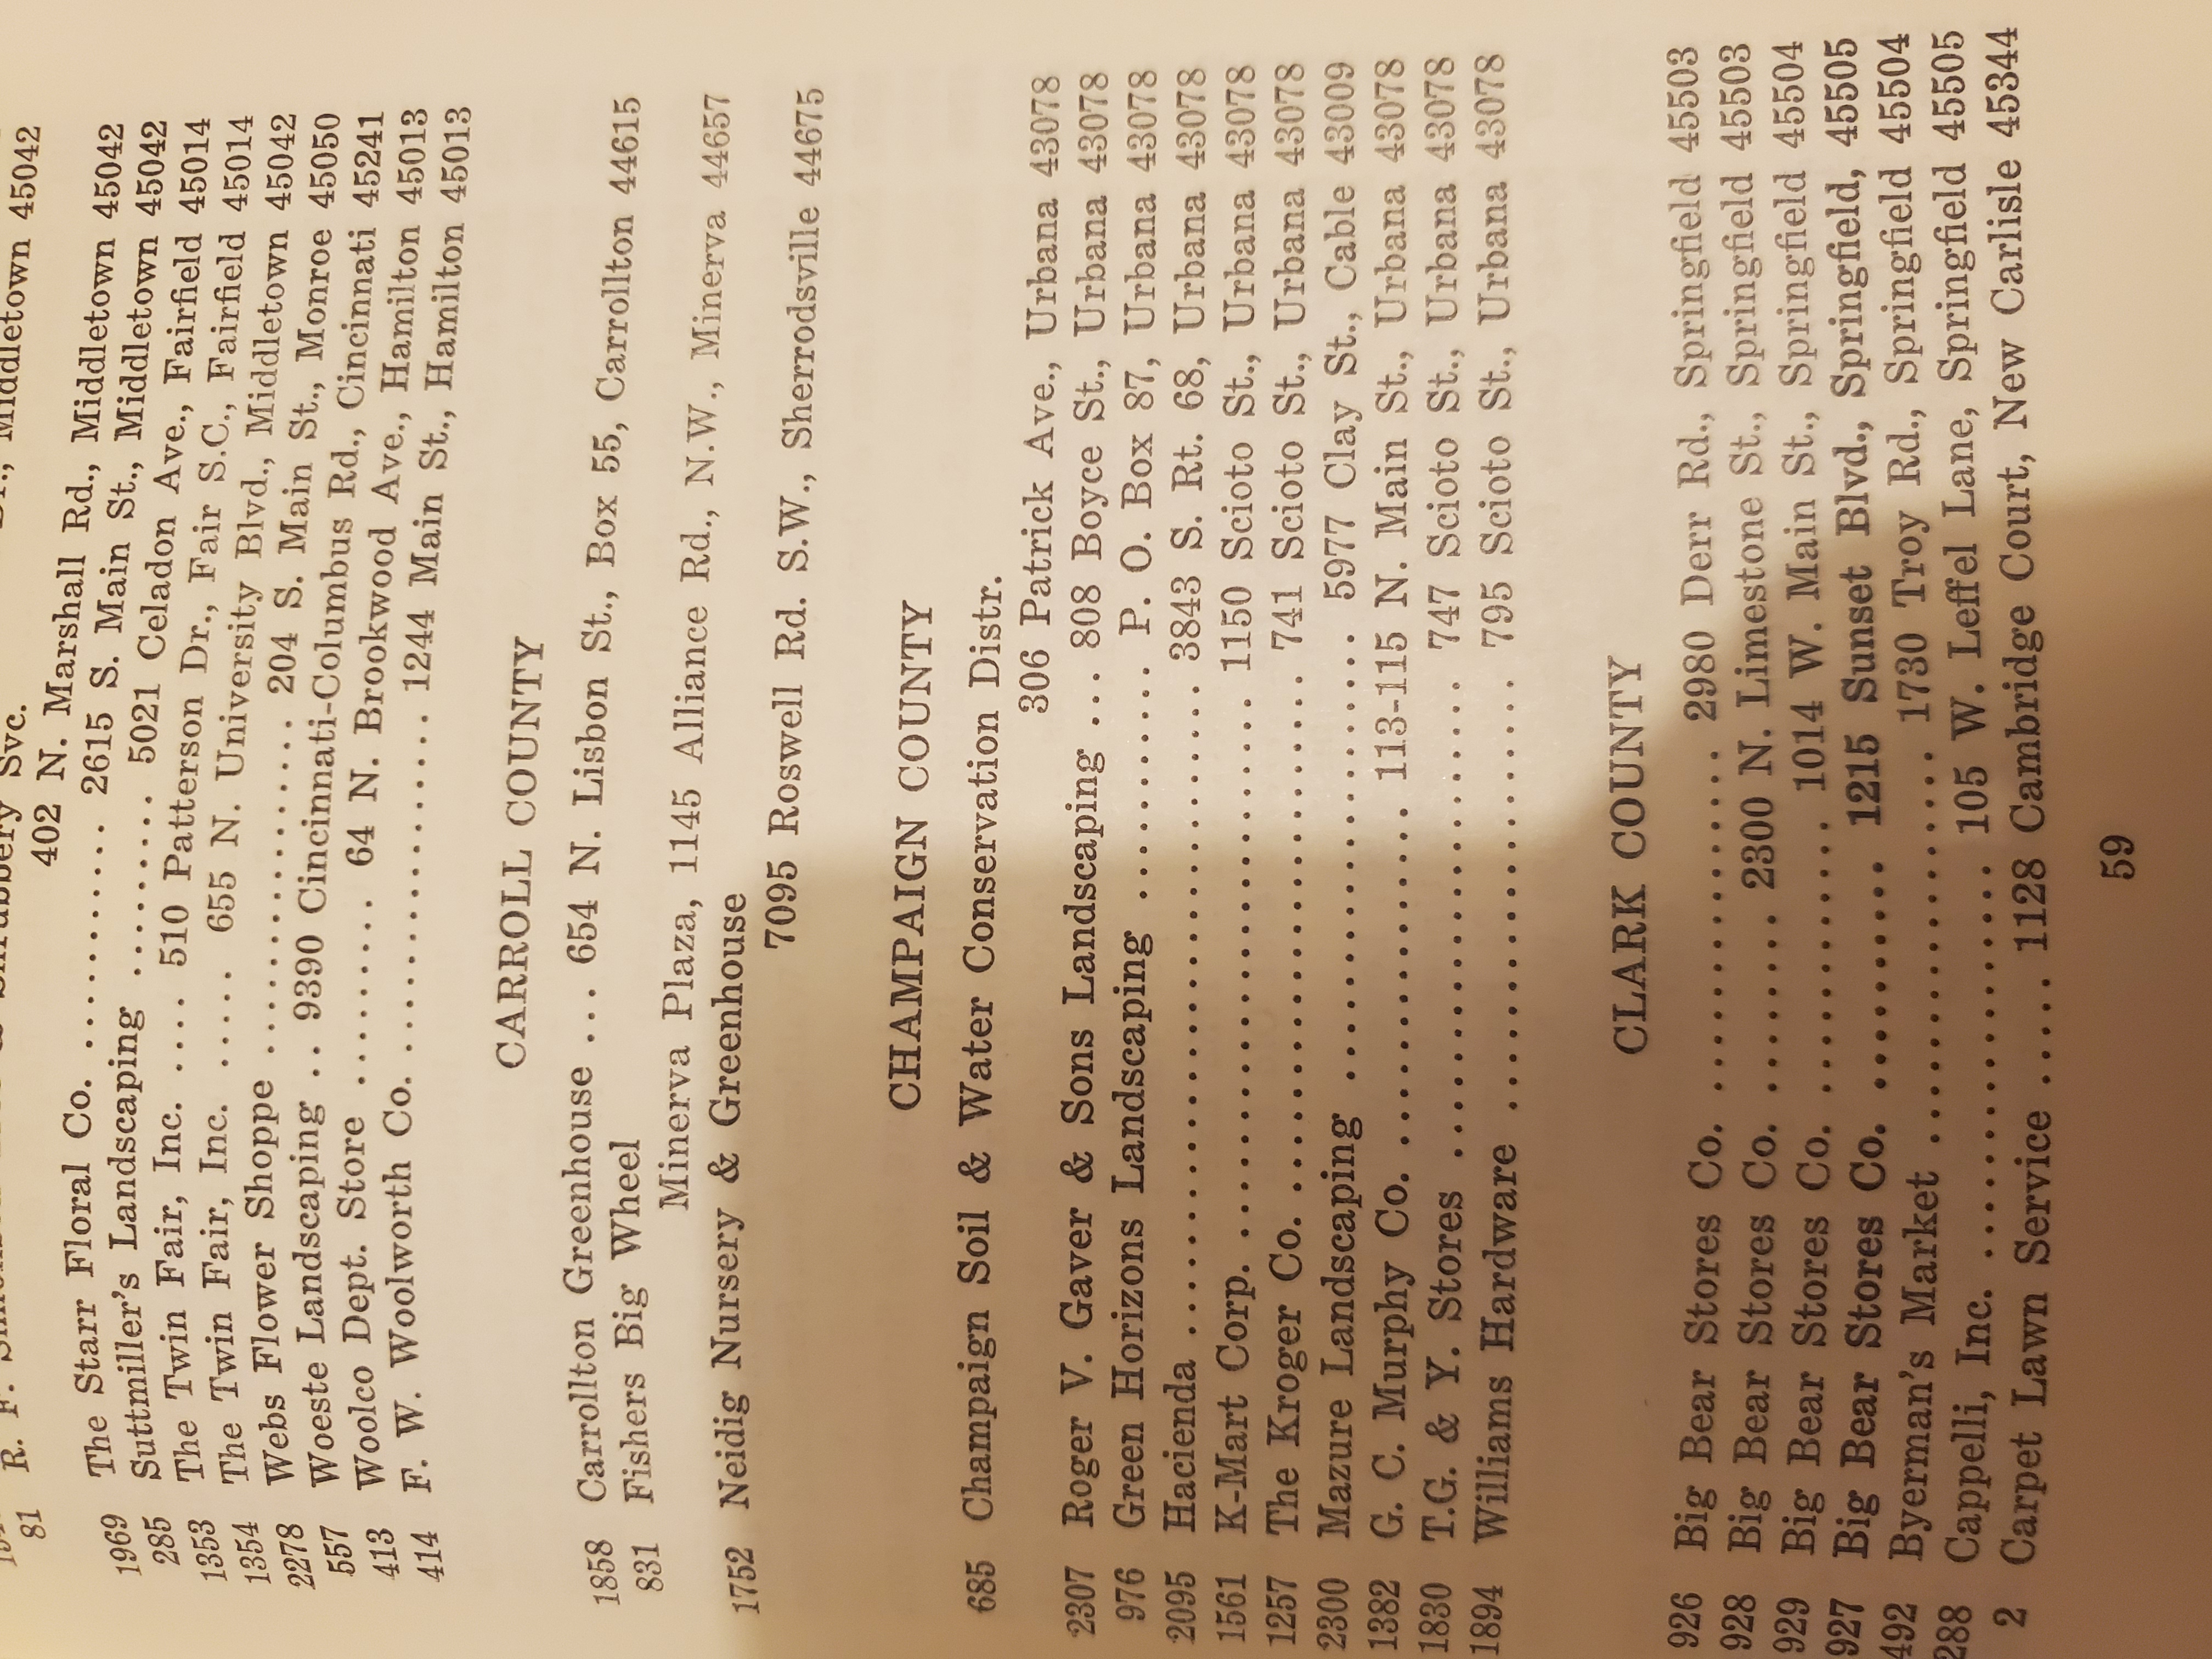 Middletown 45042
81 R. F. Svc.
402 N. Marshall Rd., Middletown 45042
1969 The Starr Floral Co. .......... 2615 S. Main St., Middletown 45042
285 Suttmiller's Landscaping ....... 5021 Celadon Ave., Fairfield 45014
1353 The Twin Fair, Inc. .... 510 Patterson Dr., Fair S.C., Fairfield 45014
1354 The Twin Fair, Inc. ..... 655 N. University Blvd., Middletown 45042
2278 Webs Flower Shoppe .............. 204 S. Main St., Monroe 45050
557 Woeste Landscaping .. 9390 Cincinnati-Columbus Rd., Cincinnati 45241
413 Woolco Dept. Store ......... 64 N. Brookwood Ave., Hamilton 45013
414 F. W. Woolworth Co. ................ 1244 Main St., Hamilton 45013
CARROLL COUNTY
1858 Carrollton Greenhouse ... 654 N. Lisbon St., Box 55, Carrollton 44615
831 Fishers Big Wheel
Minerva Plaza, 1145 Alliance Rd., N.W., Minerva 44657
1752 Neidig Nursery & Greenhouse
7095 Roswell Rd. S.W., Sherrodsville 44675
CHAMPAIGN COUNTY
685 Champaign Soil & Water Conservation Distr.
306 Patrick Ave., Urbana 43078
2307 Roger V. Gaver & Sons Landscaping ... 808 Boyce St., Urbana 43078
976 Green Horizons Landscaping .......... P. O. Box 87, Urbana 43078
2095 Hacienda ............................ 3843 S. Rt. 68, Urbana 43078
1561 K-Mart Corp. ....................... 1150 Scioto St., Urbana 43078
1257 The Kroger Co. ...................... 741 Scioto St., Urbana 43078
2300 Mazure Landscaping ................... 5977 Clay St., Cable 43009
1382 G. C. Murphy Co. .............. 113-115 N. Main St., Urbana 43078
1830 T.G. & Y. Stores .................... 747 Scioto St., Urbana 43078
1894 Williams Hardware .................. 795 Scioto St., Urbana 43078
CLARK COUNTY
926 Big Bear Stores Co. ............... 2980 Derr Rd., Springfield 45503
928 Big Bear Stores Co. ........ 2300 N. Limestone St., Springfield 45503
929 Big Bear Stores Co. ............ 1014 W. Main St., Springfield 45504
927 Big Bear Stores Co. .......... 1215 Sunset Blvd., Springfield, 45505
492 Byerman's Market ................. 1730 Troy Rd., Springfield 45504
288 Cappelli, Inc. ................. 105 W. Leffel Lane, Springfield 45505
2 Carpet Lawn Service ..... 1128 Cambridge Court, New Carlisle 45344
59